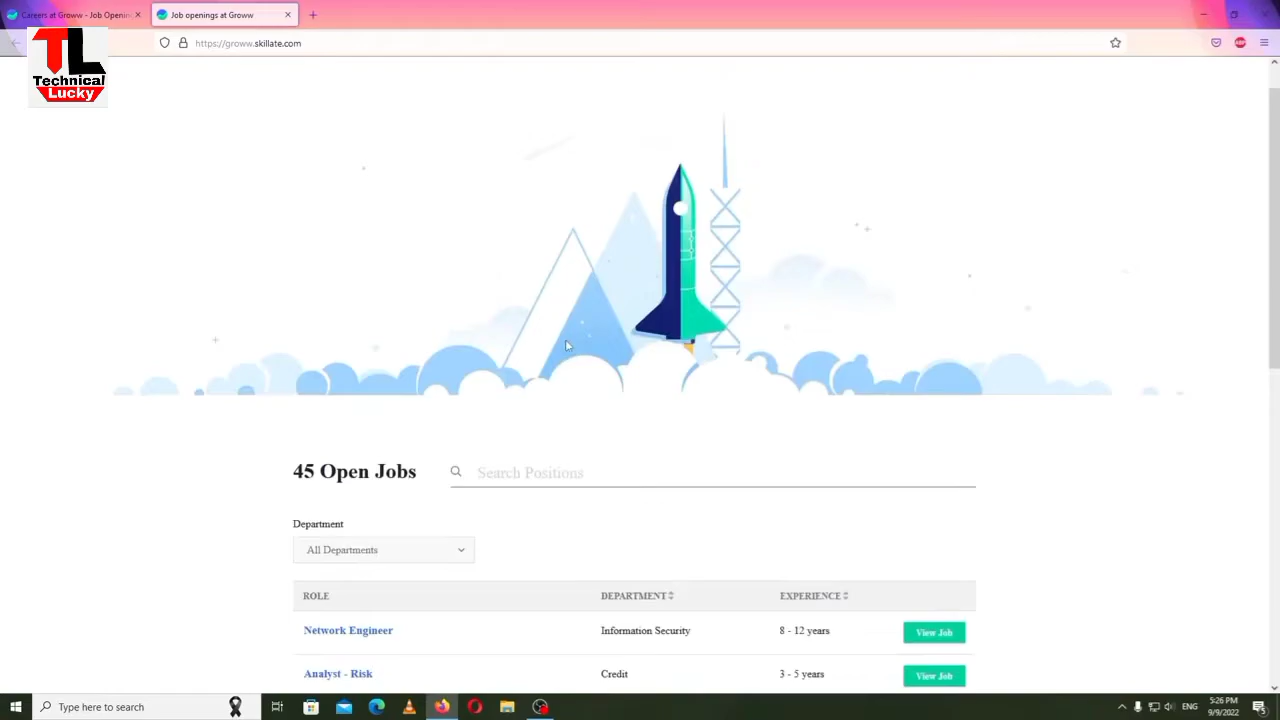 Careers at Groww - Job Opening
Job openings at Groww
https://groww.skillate.com
ABP
TL
Technical
Lucky
45 Open Jobs
Search Positions
Department
All Departments
ROLE DEPARTMENT EXPERIENCE
Network Engineer Information Security 8 - 12 years View Job
Analyst - Risk Credit 3 - 5 years View Job
Type here to search
ENG
5:26 PM
9/9/2022